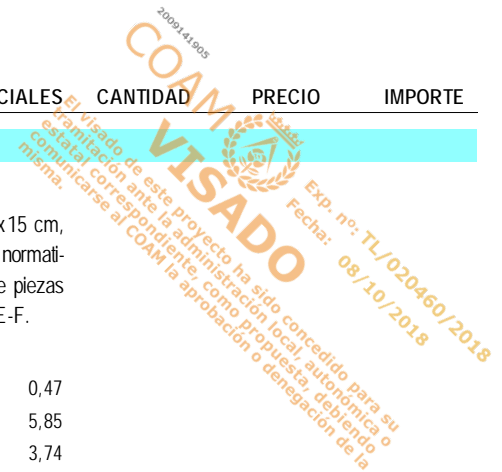 2009141905
COAM
CIALES CANTIDAD PRECIO IMPORTE
VISADO
El visado de este proyecto ha sido concedido para su
tramitación ante la administración local, autonómica o
estatal correspondiente, como propuesta, debiendo
comunicarse al COAM la aprobación o denegación de la
misma.
Exp. nº: TL/020460/2018
Fecha: 08/10/2018
x15 cm,
normati-
e piezas
E-F.
0,47
5,85
3,74